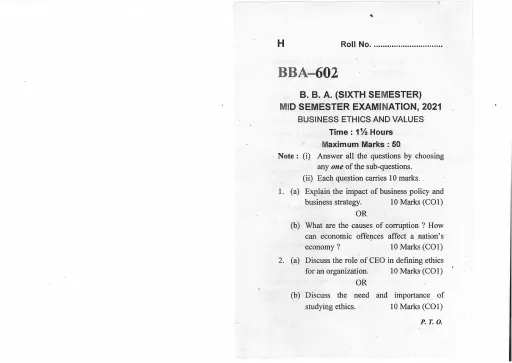 H Roll No. ..............................
BBA–602
B. B. A. (SIXTH SEMESTER)
MID SEMESTER EXAMINATION, 2021
BUSINESS ETHICS AND VALUES
Time : 1½ Hours
Maximum Marks : 50
Note : (i) Answer all the questions by choosing
any one of the sub-questions.
(ii) Each question carries 10 marks.
1. (a) Explain the impact of business policy and
business strategy. 10 Marks (CO1)
OR
(b) What are the causes of corruption ? How
can economic offences affect a nation's
economy ? 10 Marks (CO1)
2. (a) Discuss the role of CEO in defining ethics
for an organization. 10 Marks (CO1)
OR
(b) Discuss the need and importance of
studying ethics. 10 Marks (CO1)
P. T. O.